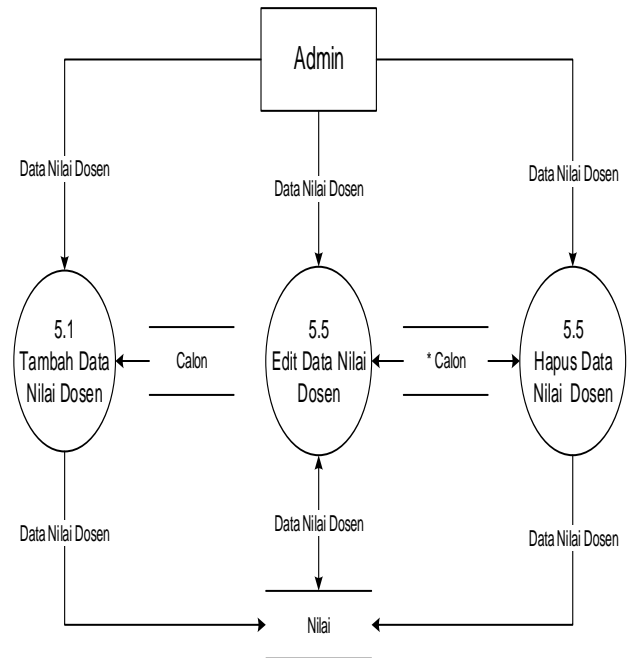 Admin
Data Nilai Dosen
Data Nilai Dosen
Data Nilai Dosen
5.1
Tambah Data
Nilai Dosen
Calon
5.5
Edit Data Nilai
Dosen
* Calon
5.5
Hapus Data
Nilai Dosen
Data Nilai Dosen
Data Nilai Dosen
Data Nilai Dosen
Nilai